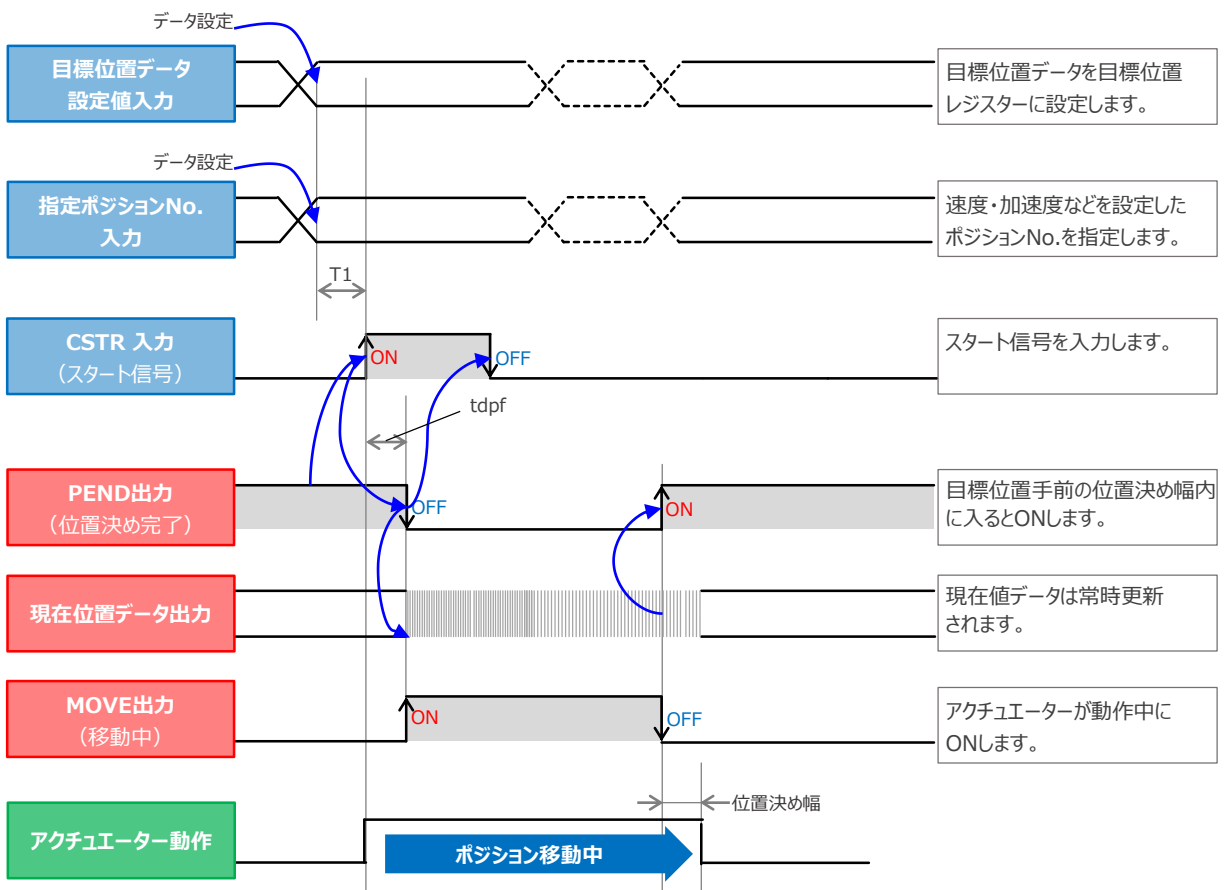 データ設定
目標位置データ
設定値入力
目標位置データを目標位置
レジスターに設定します。
データ設定
指定ポジションNo.
入力
速度・加速度などを設定した
ポジションNo.を指定します。
T1
CSTR 入力
（スタート信号）
ON
OFF
スタート信号を入力します。
tdpf
PEND出力
（位置決め完了）
OFF
ON
目標位置手前の位置決め幅内
に入るとONします。
現在位置データ出力
現在値データは常時更新
されます。
MOVE出力
（移動中）
ON
OFF
アクチュエーターが動作中に
ONします。
位置決め幅
アクチュエーター動作
ポジション移動中